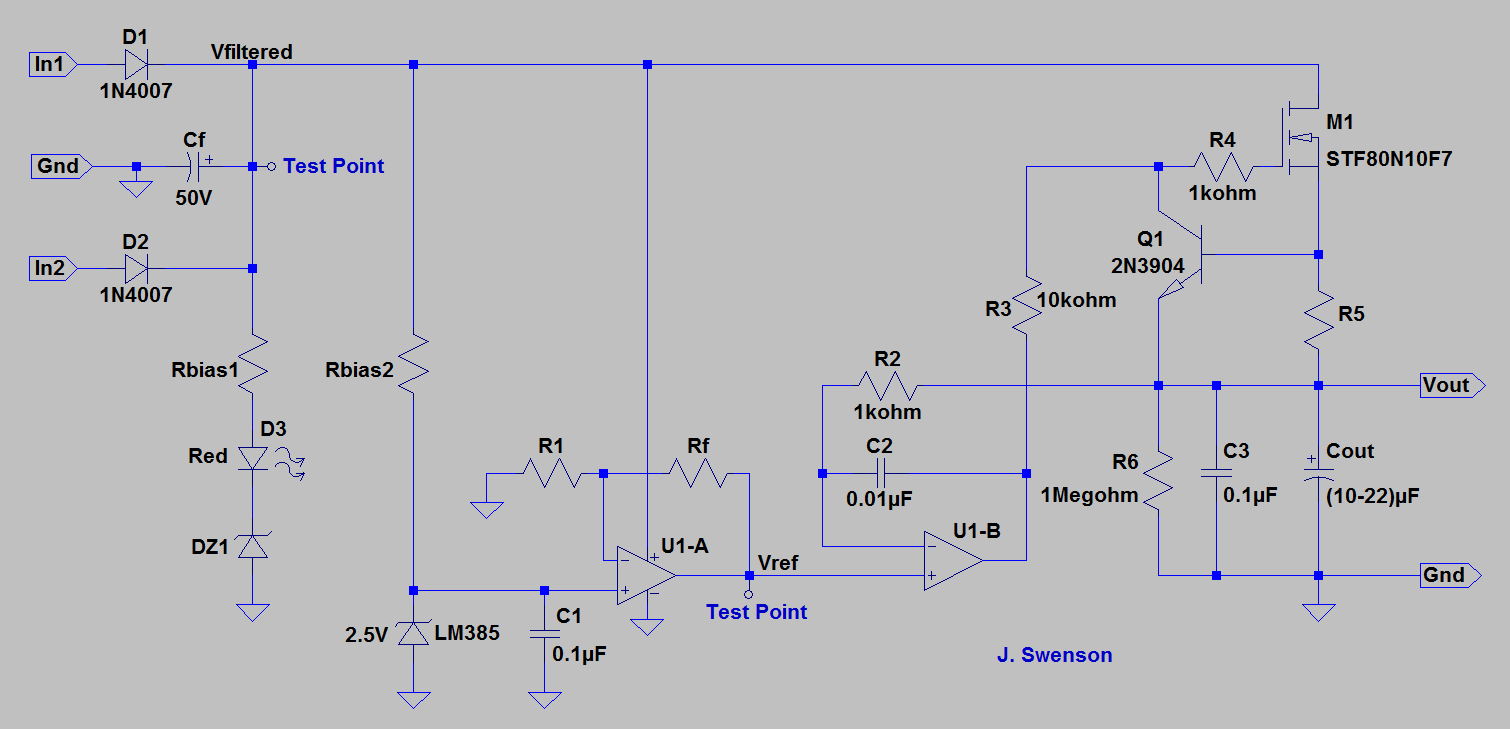 D1
In1
Vfiltered
1N4007
Cf
Gnd
+
Test Point
50V
D2
In2
1N4007
Rbias1
D3
Red
DZ1
Rbias2
2.5V
LM385
C1
0.1µF
R1
Rf
U1-A
-
+
+
-
Vref
Test Point
R2
1kohm
C2
0.01µF
U1-B
-
+
R3
10kohm
R4
1kohm
M1
STF80N10F7
Q1
2N3904
R5
Vout
R6
1Megohm
C3
0.1µF
+
Cout
(10-22)µF
Gnd
J. Swenson